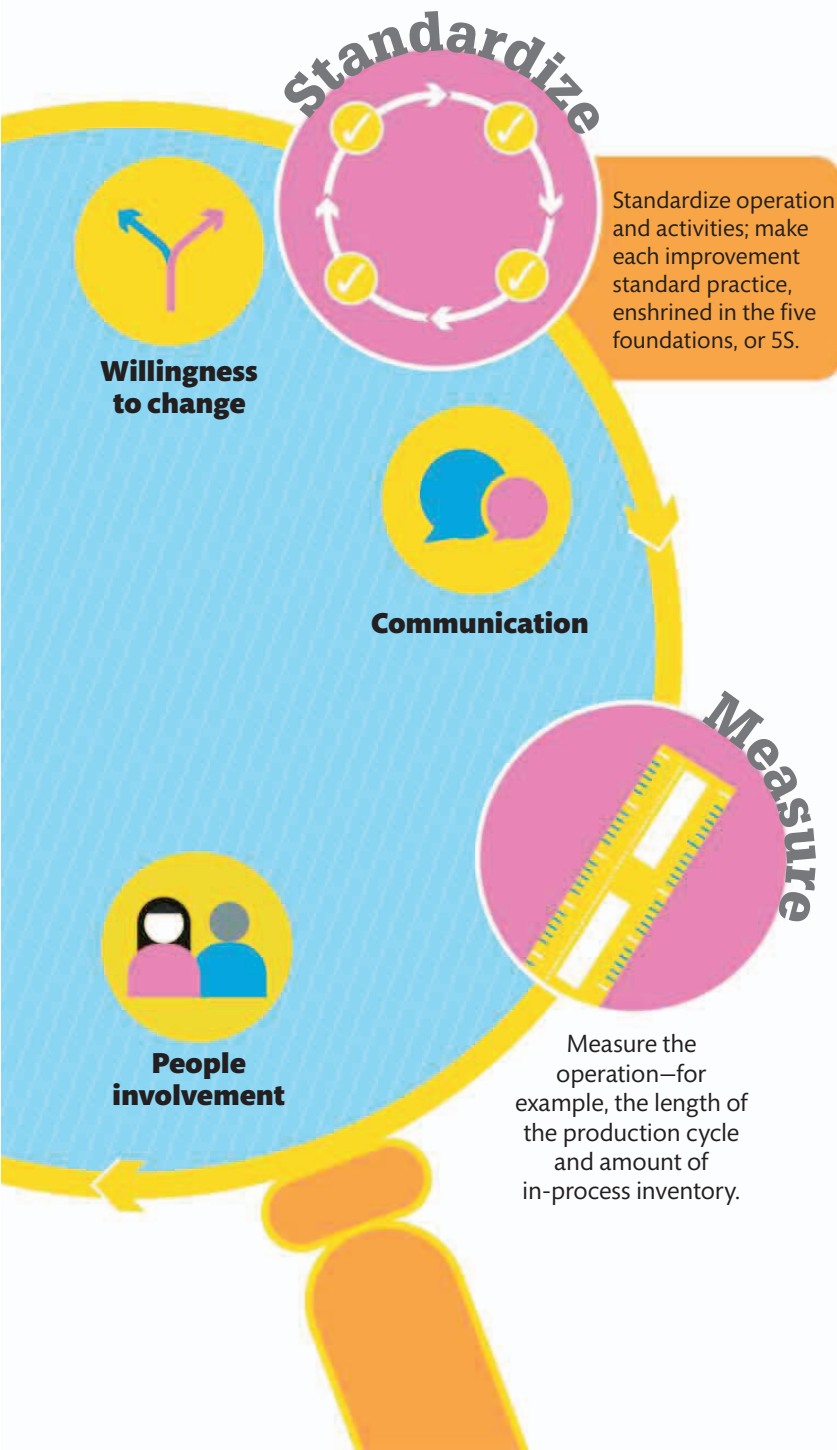 Standardize
Standardize operation
and activities; make
each improvement
standard practice,
enshrined in the five
foundations, or 5S.
Willingness
to change
Communication
Measure
Measure the
operation—for
example, the length of
the production cycle
and amount of
in-process inventory.
People
involvement